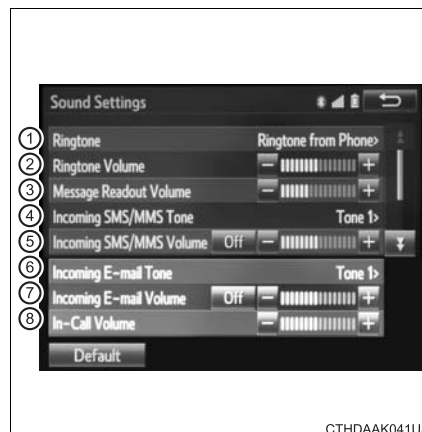 Sound Settings
1 Ringtone Ringtone from Phone>
2 Ringtone Volume − +
3 Message Readout Volume − +
4 Incoming SMS/MMS Tone Tone 1>
5 Incoming SMS/MMS Volume Off − +
6 Incoming E-mail Tone Tone 1>
7 Incoming E-mail Volume Off − +
8 In-Call Volume − +
Default
CTHDAAK041U